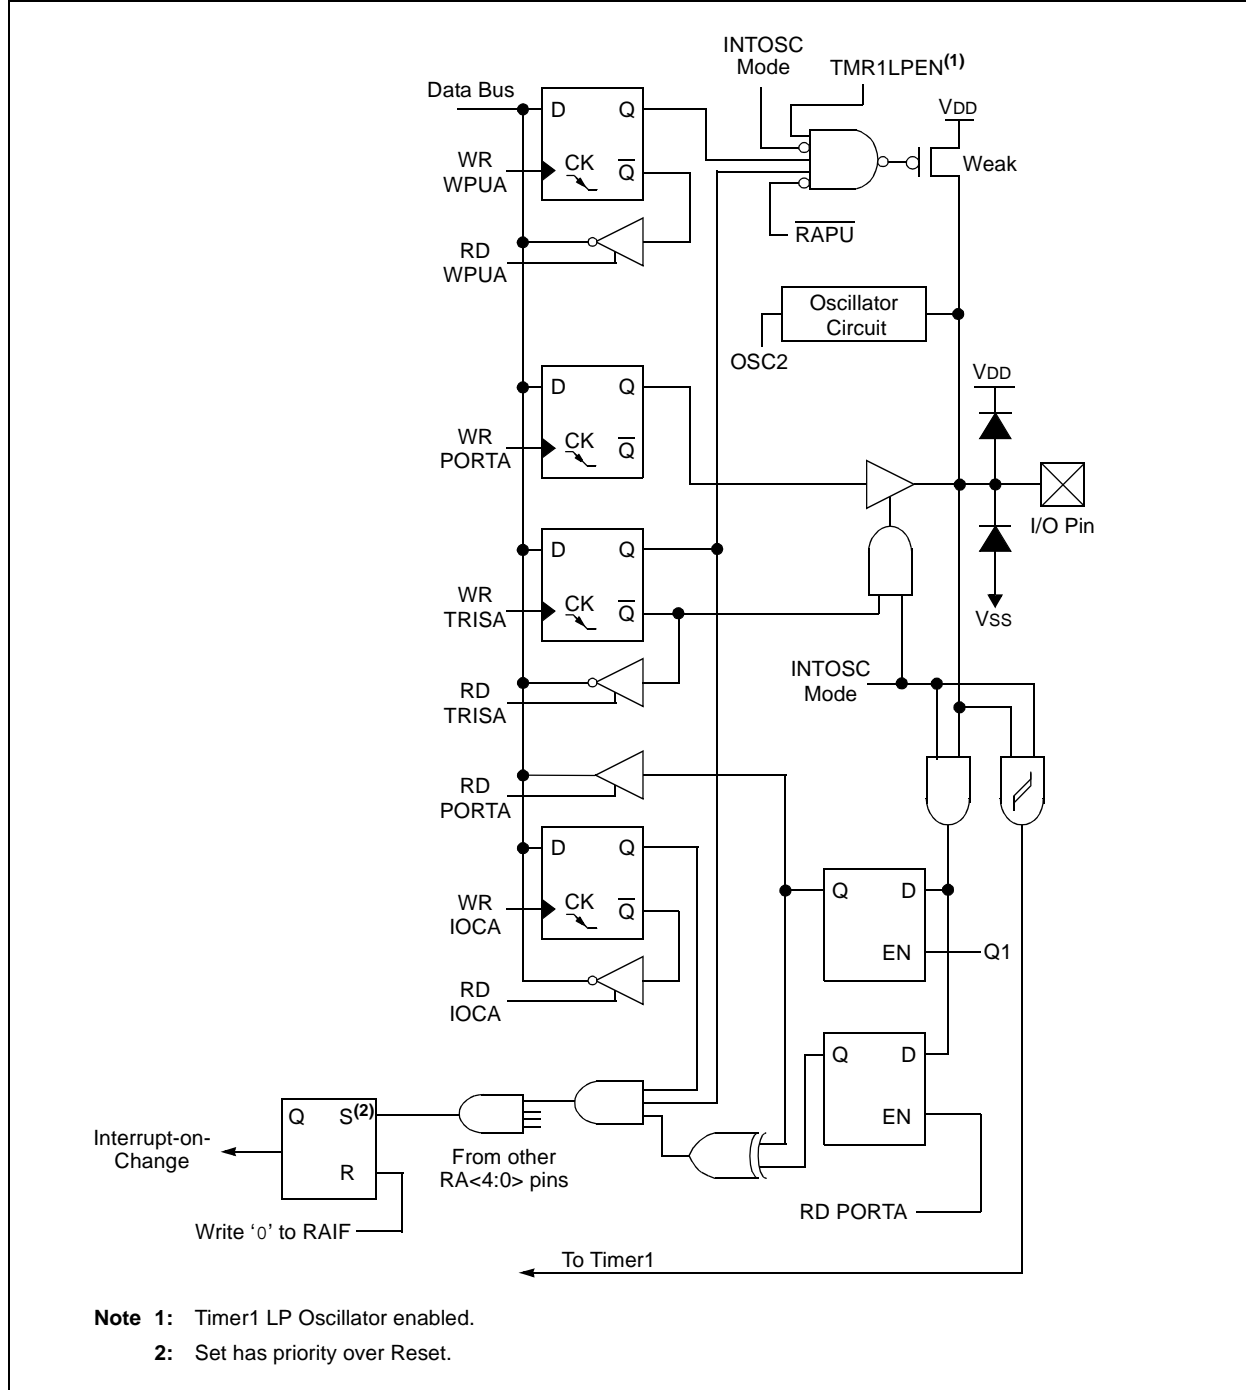 INTOSC
Mode
TMR1LPEN(1)
Data Bus
VDD
D Q
WR
WPUA
CK
Q
Weak
RAPU
RD
WPUA
Oscillator
Circuit
OSC2
VDD
D Q
WR
PORTA
CK
Q
I/O Pin
D Q
WR
TRISA
CK
Q
VSS
INTOSC
Mode
RD
TRISA
RD
PORTA
D Q
WR
IOCA
CK
Q
Q D
EN
Q1
RD
IOCA
Q D
EN
Q S(2)
R
Interrupt-on-
Change
From other
RA<4:0> pins
RD PORTA
Write ‘0’ to RAIF
To Timer1
Note 1: Timer1 LP Oscillator enabled.
2: Set has priority over Reset.